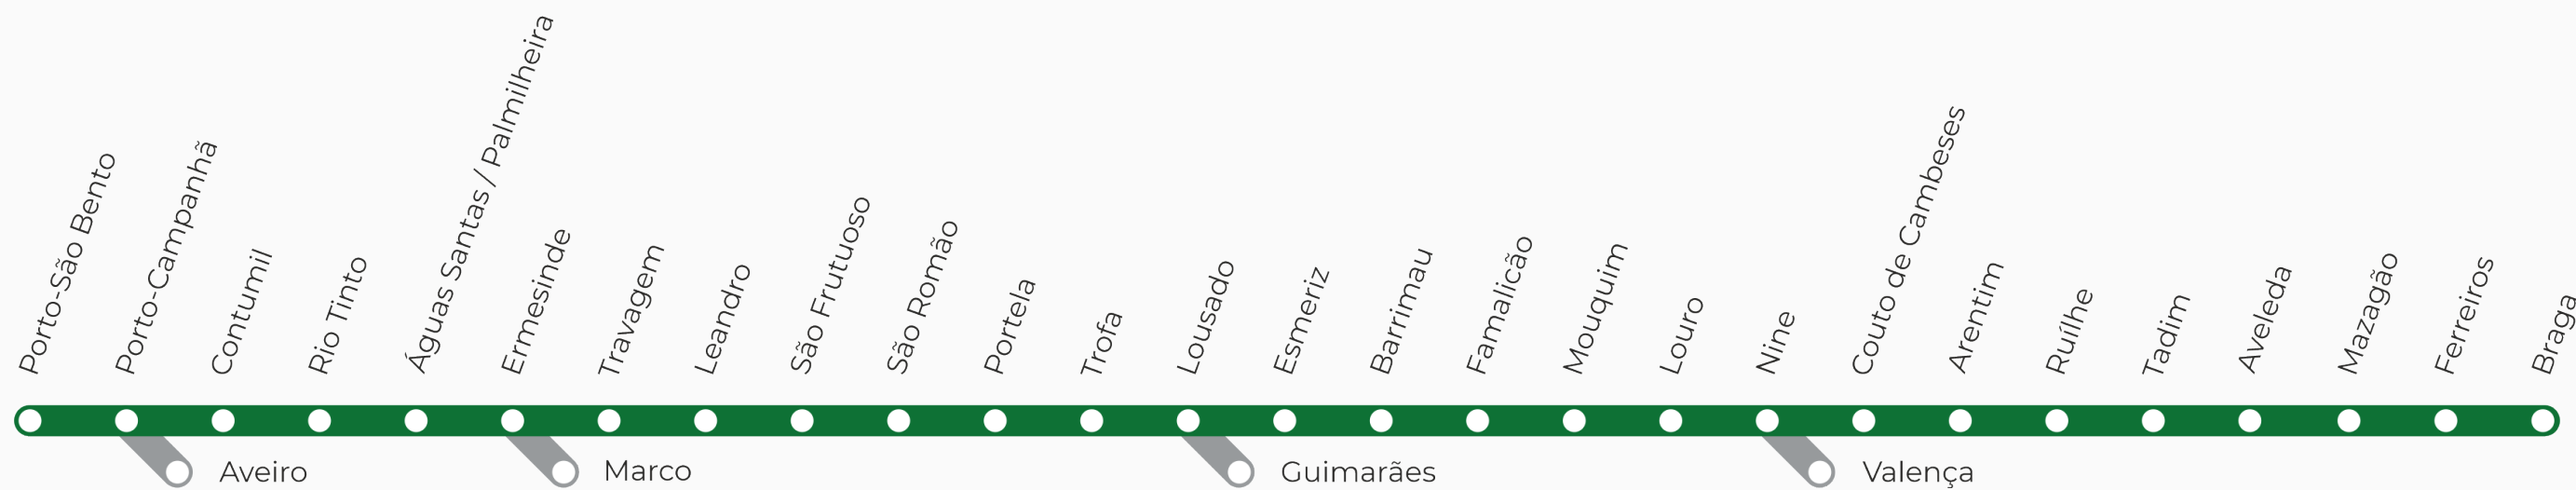 Porto-São Bento
Porto-Campanhã
Contumil
Rio Tinto
Águas Santas / Palmilheira
Ermesinde
Travagem
Leandro
São Frutuoso
São Romão
Portela
Trofa
Lousado
Esmeriz
Barrimau
Famalicão
Mouquim
Louro
Nine
Couto de Cambeses
Arentim
Ruílhe
Tadim
Aveleda
Mazagão
Ferreiros
Braga
Aveiro
Marco
Guimarães
Valença